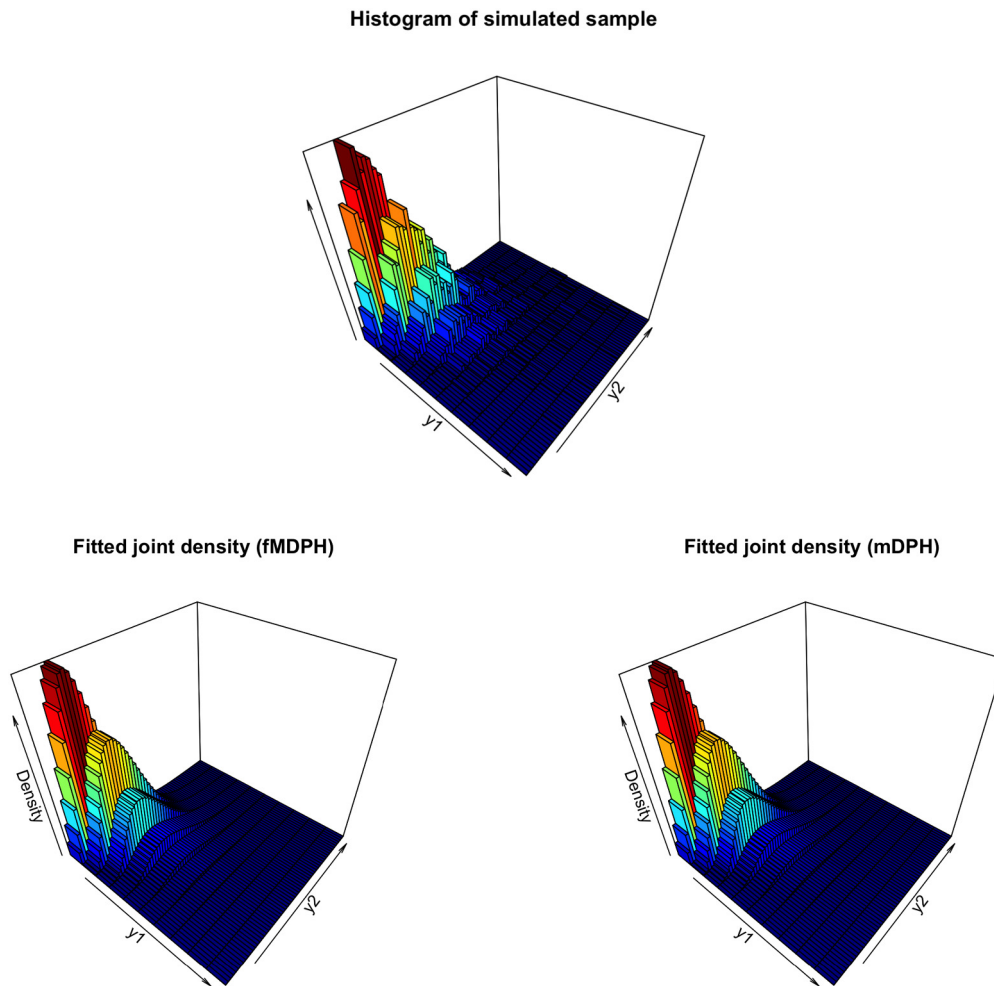 Histogram of simulated sample
y1
y2
Fitted joint density (fMDPH)
Density
y1
y2
Fitted joint density (mDPH)
Density
y1
y2